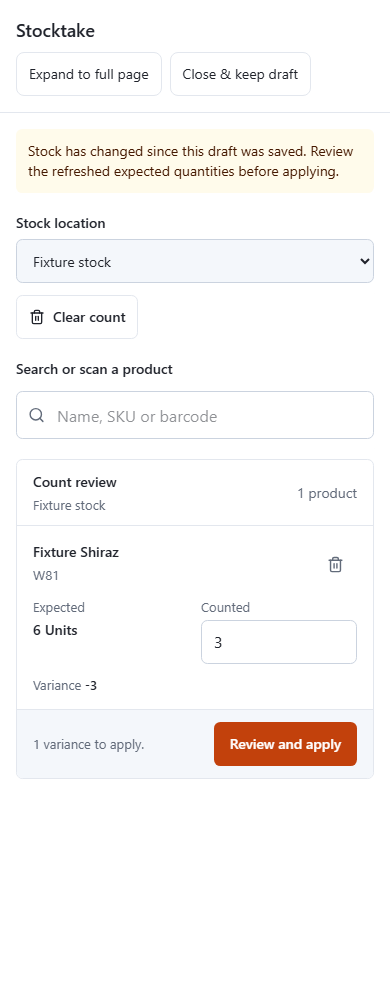 Stocktake
Expand to full page
Close & keep draft
Stock has changed since this draft was saved. Review
the refreshed expected quantities before applying.
Stock location
Fixture stock
Clear count
Search or scan a product
Name, SKU or barcode
Count review
Fixture stock
1 product
Fixture Shiraz
W81
Expected
6 Units
Counted
3
Variance -3
1 variance to apply.
Review and apply